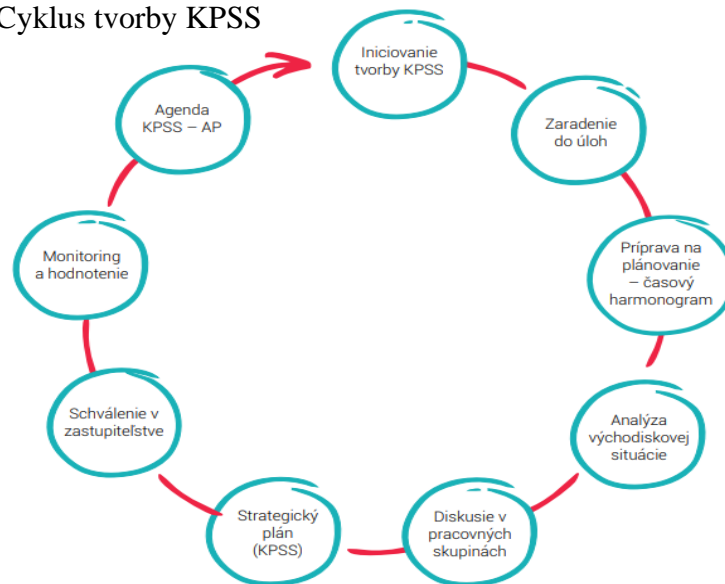 Cyklus tvorby KPSS
Iniciovanie
tvorby KPSS
Zaradenie
do úloh
Príprava na
plánovanie
– časový
harmonogram
Analýza
východiskovej
situácie
Diskusie v
pracovných
skupinách
Strategický
plán
(KPSS)
Schválenie v
zastupiteľstve
Monitoring
a hodnotenie
Agenda
KPSS – AP